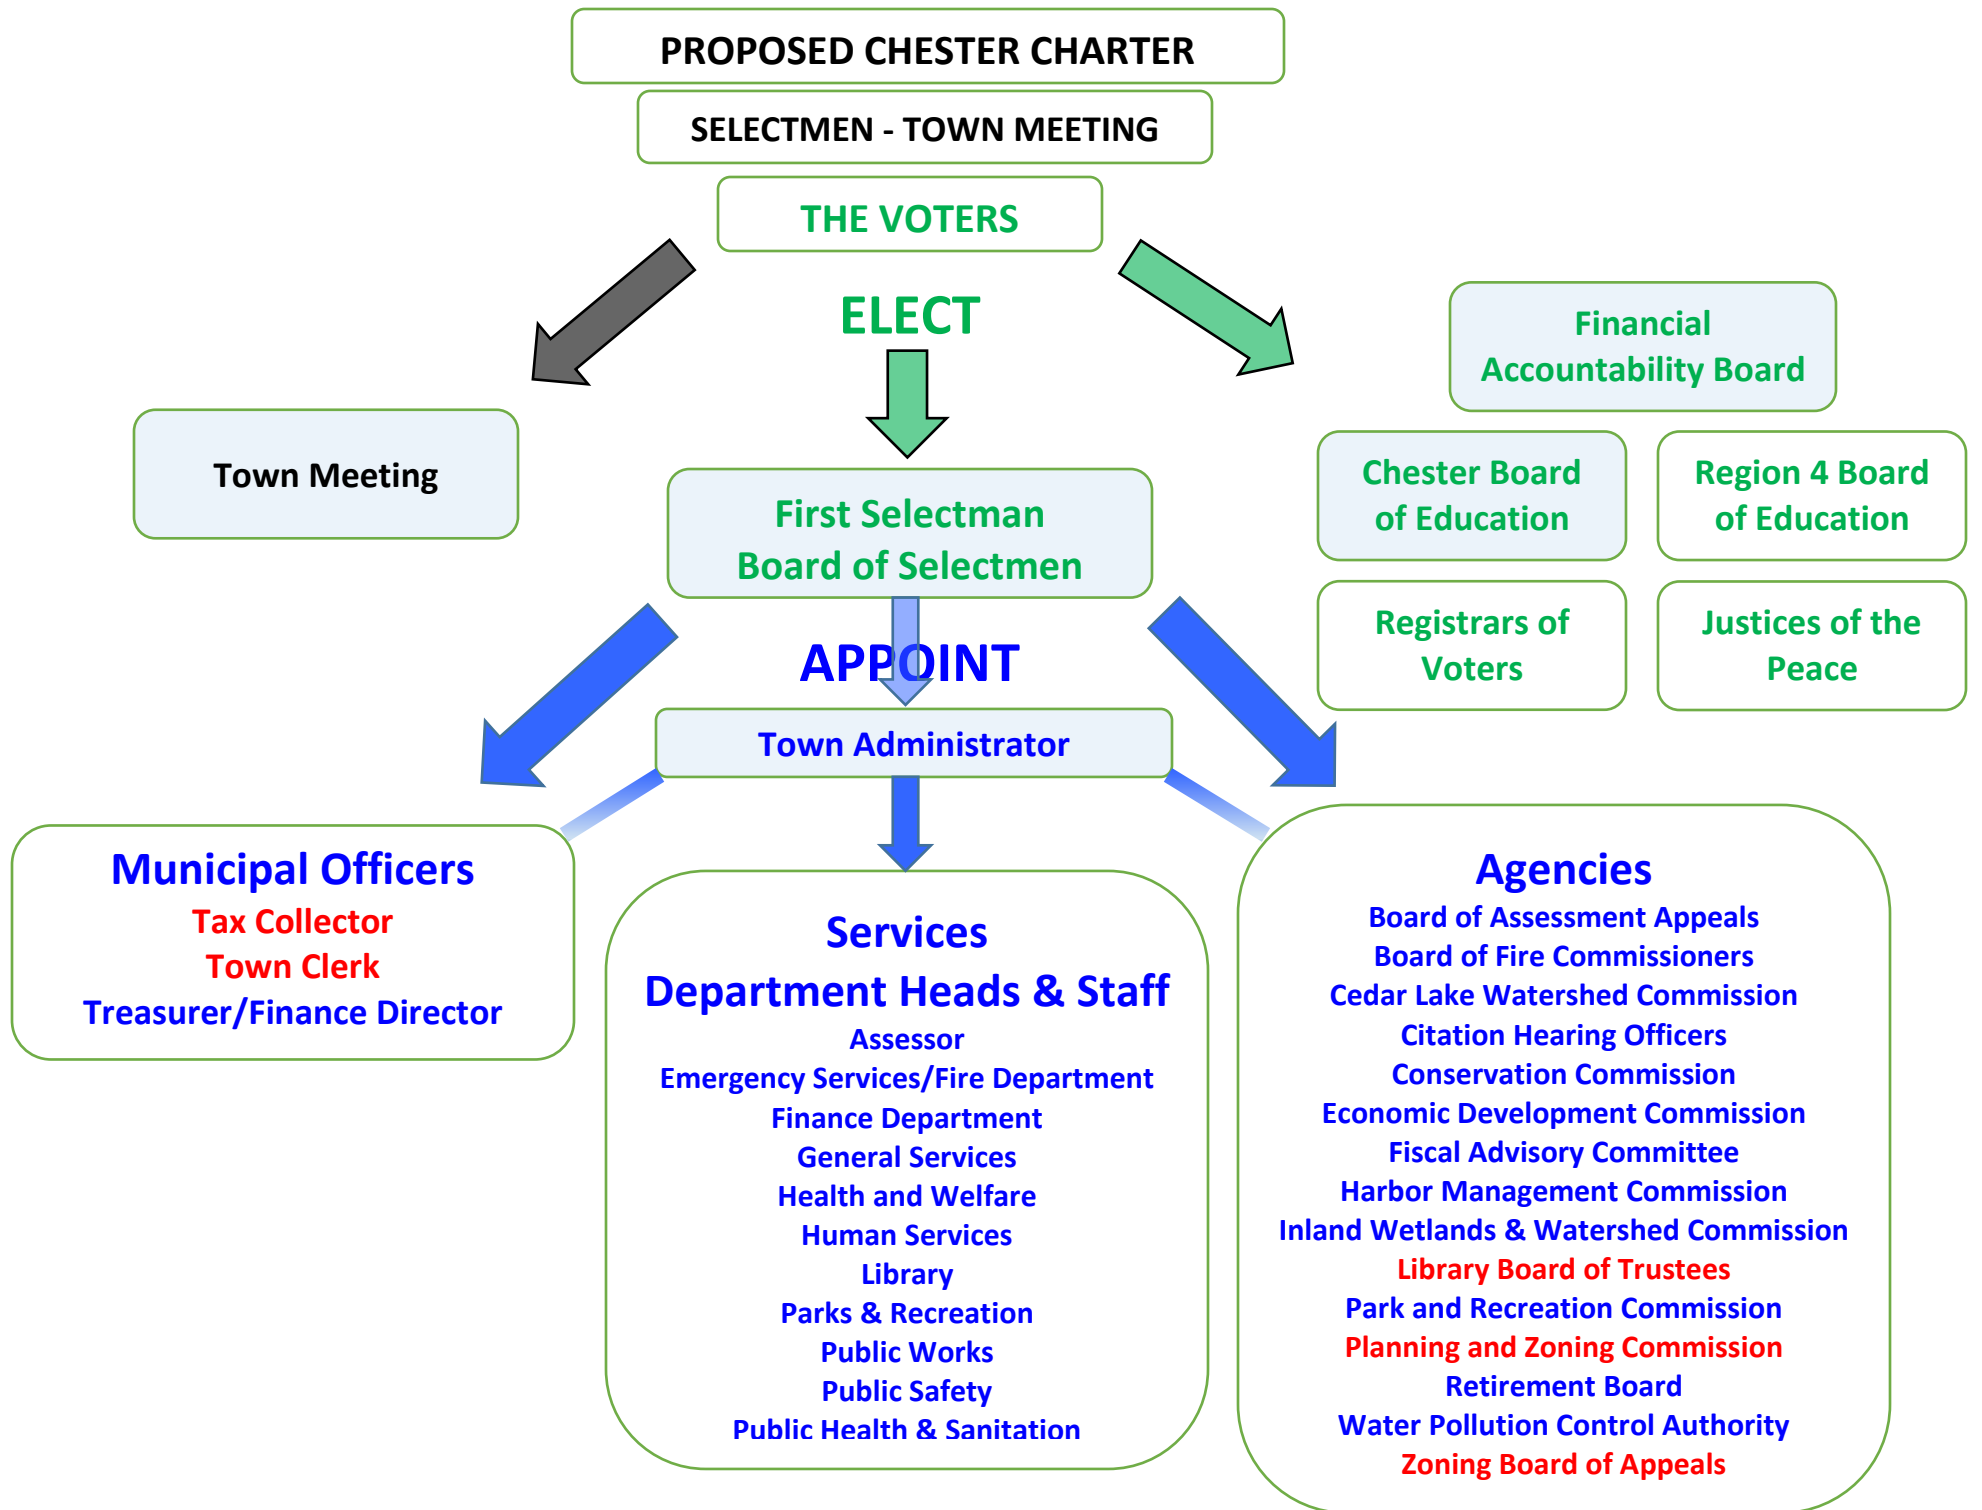 PROPOSED CHESTER CHARTER
SELECTMEN - TOWN MEETING
THE VOTERS
ELECT
Financial
Accountability Board
Town Meeting
Chester Board
of Education
Region 4 Board
of Education
First Selectman
Board of Selectmen
Registrars of
Voters
Justices of the
Peace
APPOINT
Town Administrator
Municipal Officers
Tax Collector
Town Clerk
Treasurer/Finance Director
Services
Department Heads & Staff
Assessor
Emergency Services/Fire Department
Finance Department
General Services
Health and Welfare
Human Services
Library
Parks & Recreation
Public Works
Public Safety
Public Health & Sanitation
Agencies
Board of Assessment Appeals
Board of Fire Commissioners
Cedar Lake Watershed Commission
Citation Hearing Officers
Conservation Commission
Economic Development Commission
Fiscal Advisory Committee
Harbor Management Commission
Inland Wetlands & Watershed Commission
Library Board of Trustees
Park and Recreation Commission
Planning and Zoning Commission
Retirement Board
Water Pollution Control Authority
Zoning Board of Appeals